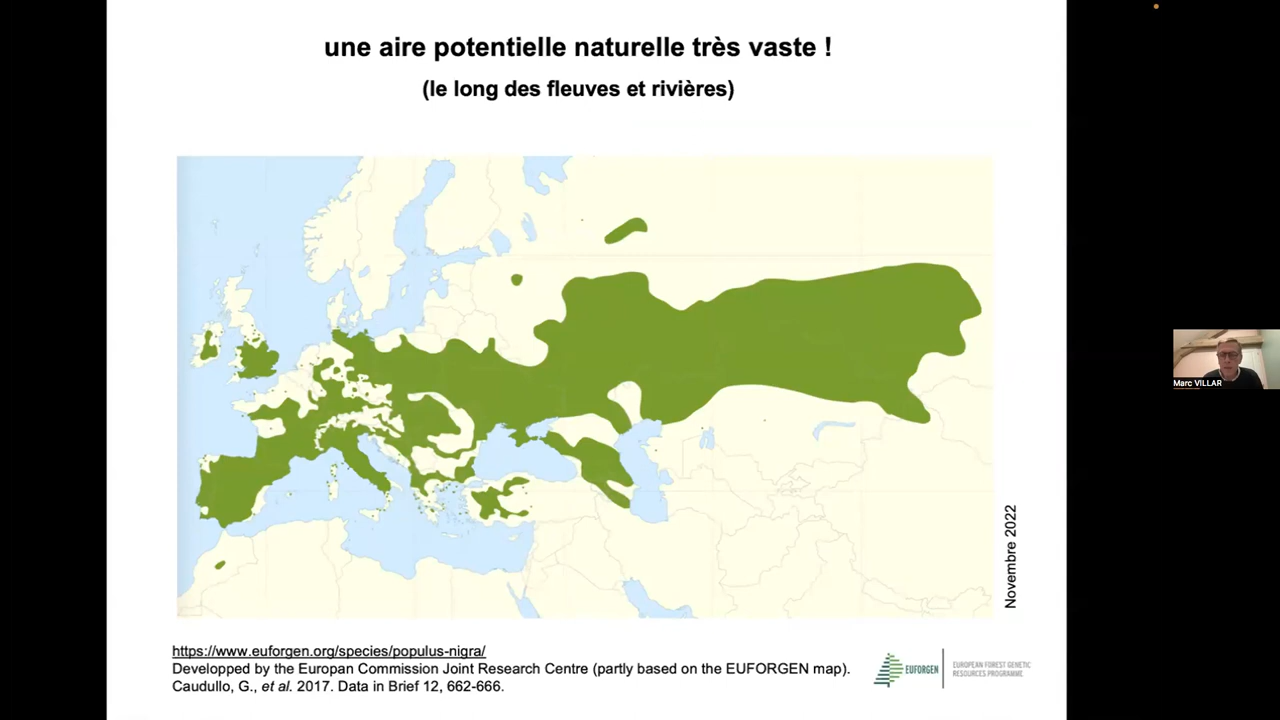 une aire potentielle naturelle très vaste !
(le long des fleuves et rivières)
Marc VILLAR
Novembre 2022
https://www.euforgen.org/species/populus-nigra/
Developped by the Europan Commission Joint Research Centre (partly based on the EUFORGEN map).
Caudullo, G., et al. 2017. Data in Brief 12, 662-666.
EUFORGEN
EUROPEAN FOREST GENETIC
RESOURCES PROGRAMME